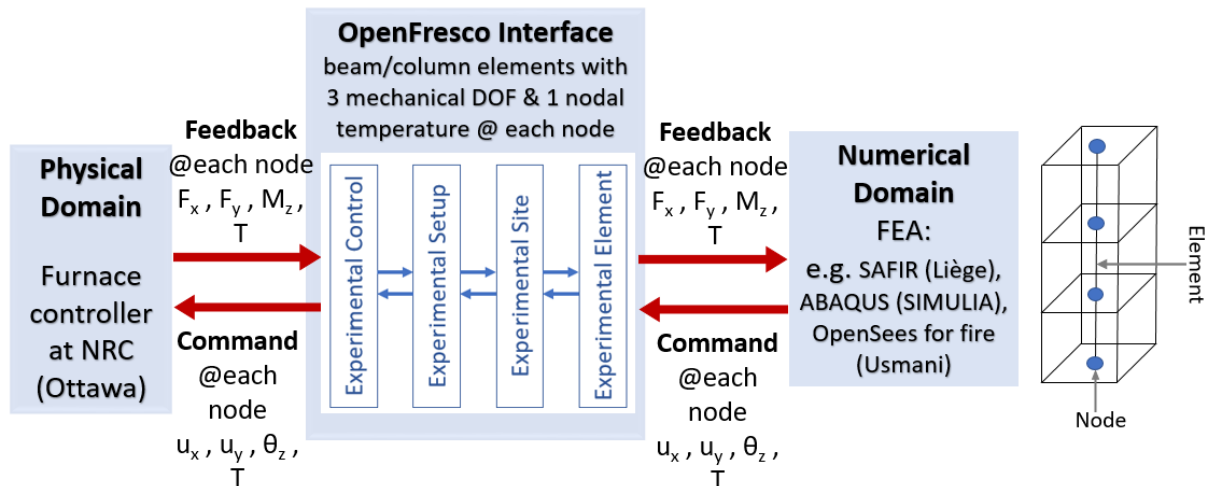 OpenFresco Interface
beam/column elements with
3 mechanical DOF & 1 nodal
temperature @ each node
Physical
Domain
Furnace
controller
at NRC
(Ottawa)
Feedback
@each node
Fx , Fy , Mz ,
T
Command
@each
node
ux , uy , θz ,
T
Experimental Control
Experimental Setup
Experimental Site
Experimental Element
Feedback
@each node
Fx , Fy , Mz ,
T
Command
@each
node
ux , uy , θz ,
T
Numerical
Domain
FEA:
e.g. SAFIR (Liège),
ABAQUS (SIMULIA),
OpenSees for fire
(Usmani)
Element
Node